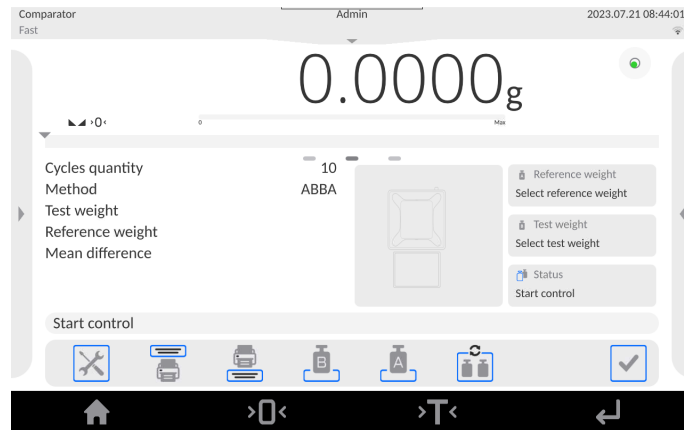 Comparator
Admin
2023.07.21 08:44:01
Fast
0.0000g
>0<
0
Max
Cycles quantity 10
Method ABBA
Test weight
Reference weight
Mean difference
Reference weight
Select reference weight
Test weight
Select test weight
Status
Start control
Start control
B
A
>0<
>T<